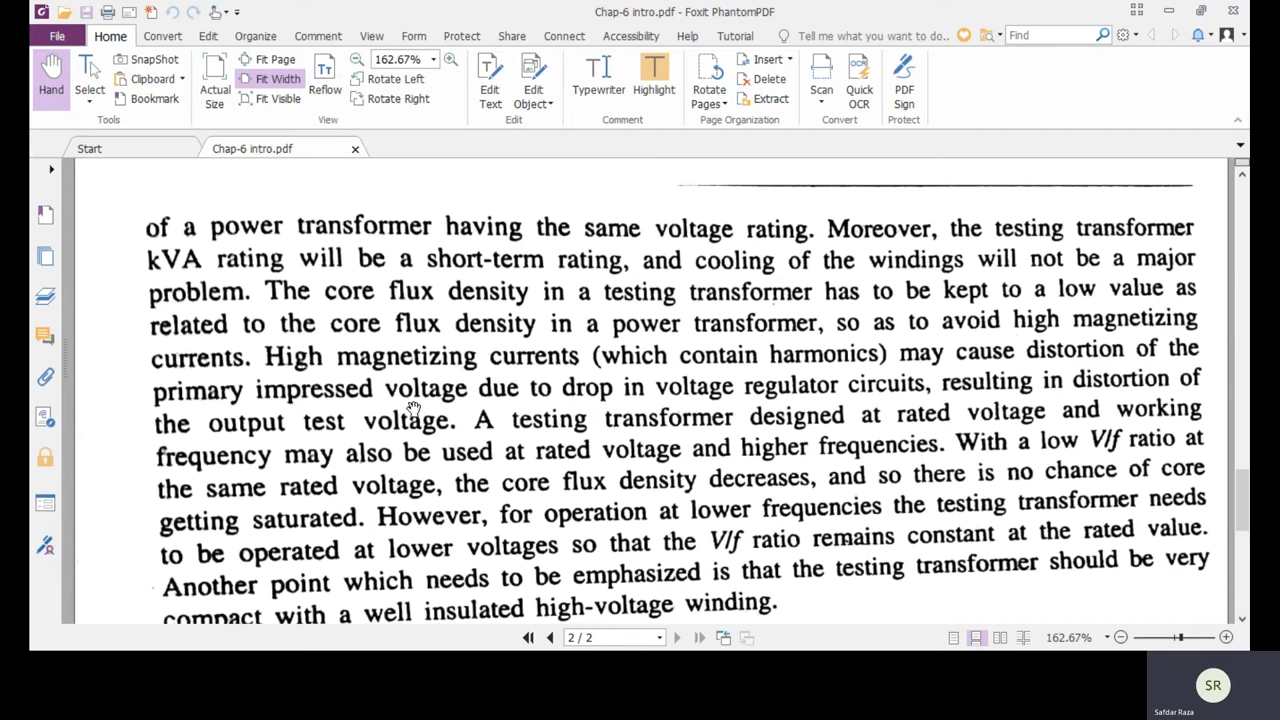 Chap-6 intro.pdf - Foxit PhantomPDF
File Home Convert Edit Organize Comment View Form Protect Share Connect Accessibility Help Tutorial Tell me what you want to do.. Find
Hand
Select
SnapShot
Clipboard
Bookmark
Tools
Actual
Size
Fit Page
Fit Width
Fit Visible
Reflow
162.67%
Rotate Left
Rotate Right
View
Edit
Text
Edit
Object
Edit
Typewriter
Highlight
Comment
Rotate
Pages
Insert
Delete
Extract
Page Organization
Scan
Quick
OCR
Convert
PDF
Sign
Protect
Start
Chap-6 intro.pdf
of a power transformer having the same voltage rating. Moreover, the testing transformer
kVA rating will be a short-term rating, and cooling of the windings will not be a major
problem. The core flux density in a testing transformer has to be kept to a low value as
related to the core flux density in a power transformer, so as to avoid high magnetizing
currents. High magnetizing currents (which contain harmonics) may cause distortion of the
primary impressed voltage due to drop in voltage regulator circuits, resulting in distortion of
the output test voltage. A testing transformer designed at rated voltage and working
frequency may also be used at rated voltage and higher frequencies. With a low V/f ratio at
the same rated voltage, the core flux density decreases, and so there is no chance of core
getting saturated. However, for operation at lower frequencies the testing transformer needs
to be operated at lower voltages so that the V/f ratio remains constant at the rated value.
Another point which needs to be emphasized is that the testing transformer should be very
compact with a well insulated high-voltage winding.
2 / 2
162.67%
SR
Safdar Raza